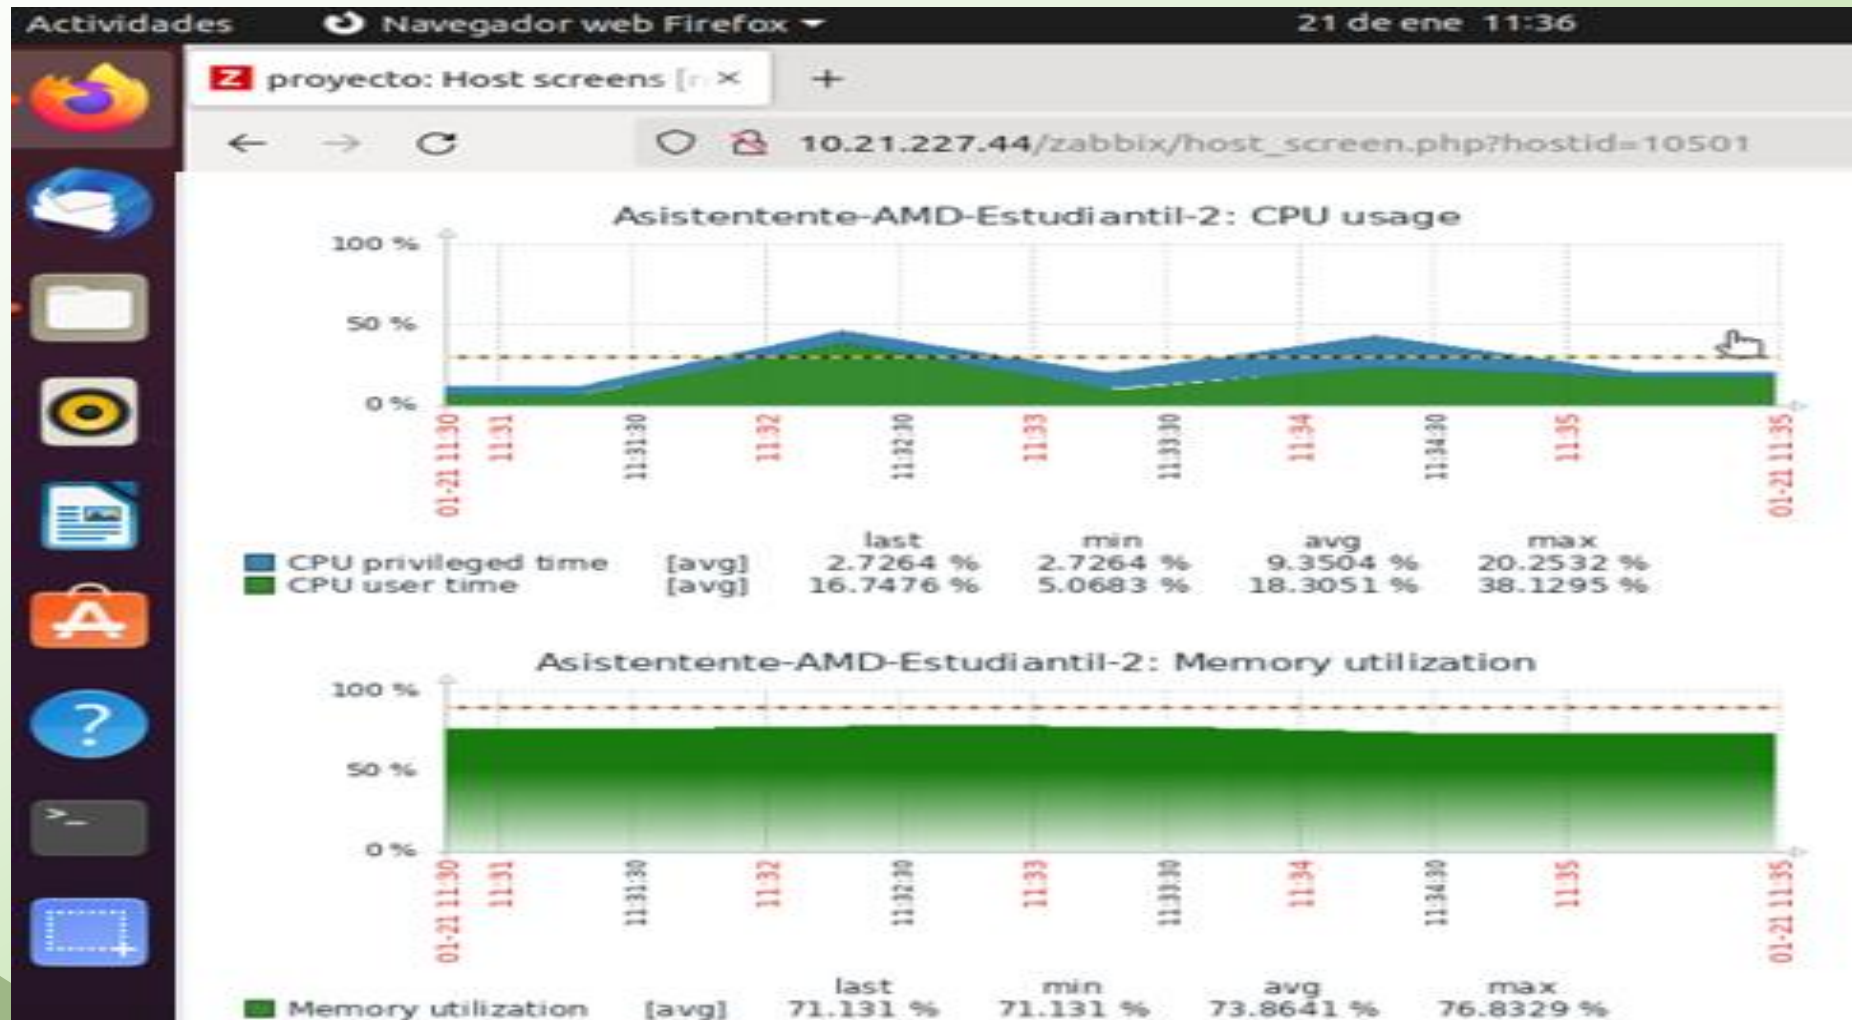 Actividades Navegador web Firefox 21 de ene 11:36
Z proyecto: Host screens [
10.21.227.44/zabbix/host_screen.php?hostid=10501
Asistentente-AMD-Estudiantil-2: CPU usage
100 %
50 %
0 %
01-21 11:30 11:31 11:31:30 11:32 11:32:30 11:33 11:33:30 11:34 11:34:30 11:35 01-21 11:35
last min avg max
CPU privileged time [avg] 2.7264 % 2.7264 % 9.3504 % 20.2532 %
CPU user time [avg] 16.7476 % 5.0683 % 18.3051 % 38.1295 %
Asistentente-AMD-Estudiantil-2: Memory utilization
100 %
50 %
0 %
01-21 11:30 11:31 11:31:30 11:32 11:32:30 11:33 11:33:30 11:34 11:34:30 11:35 01-21 11:35
last min avg max
Memory utilization [avg] 71.131 % 71.131 % 73.8641 % 76.8329 %